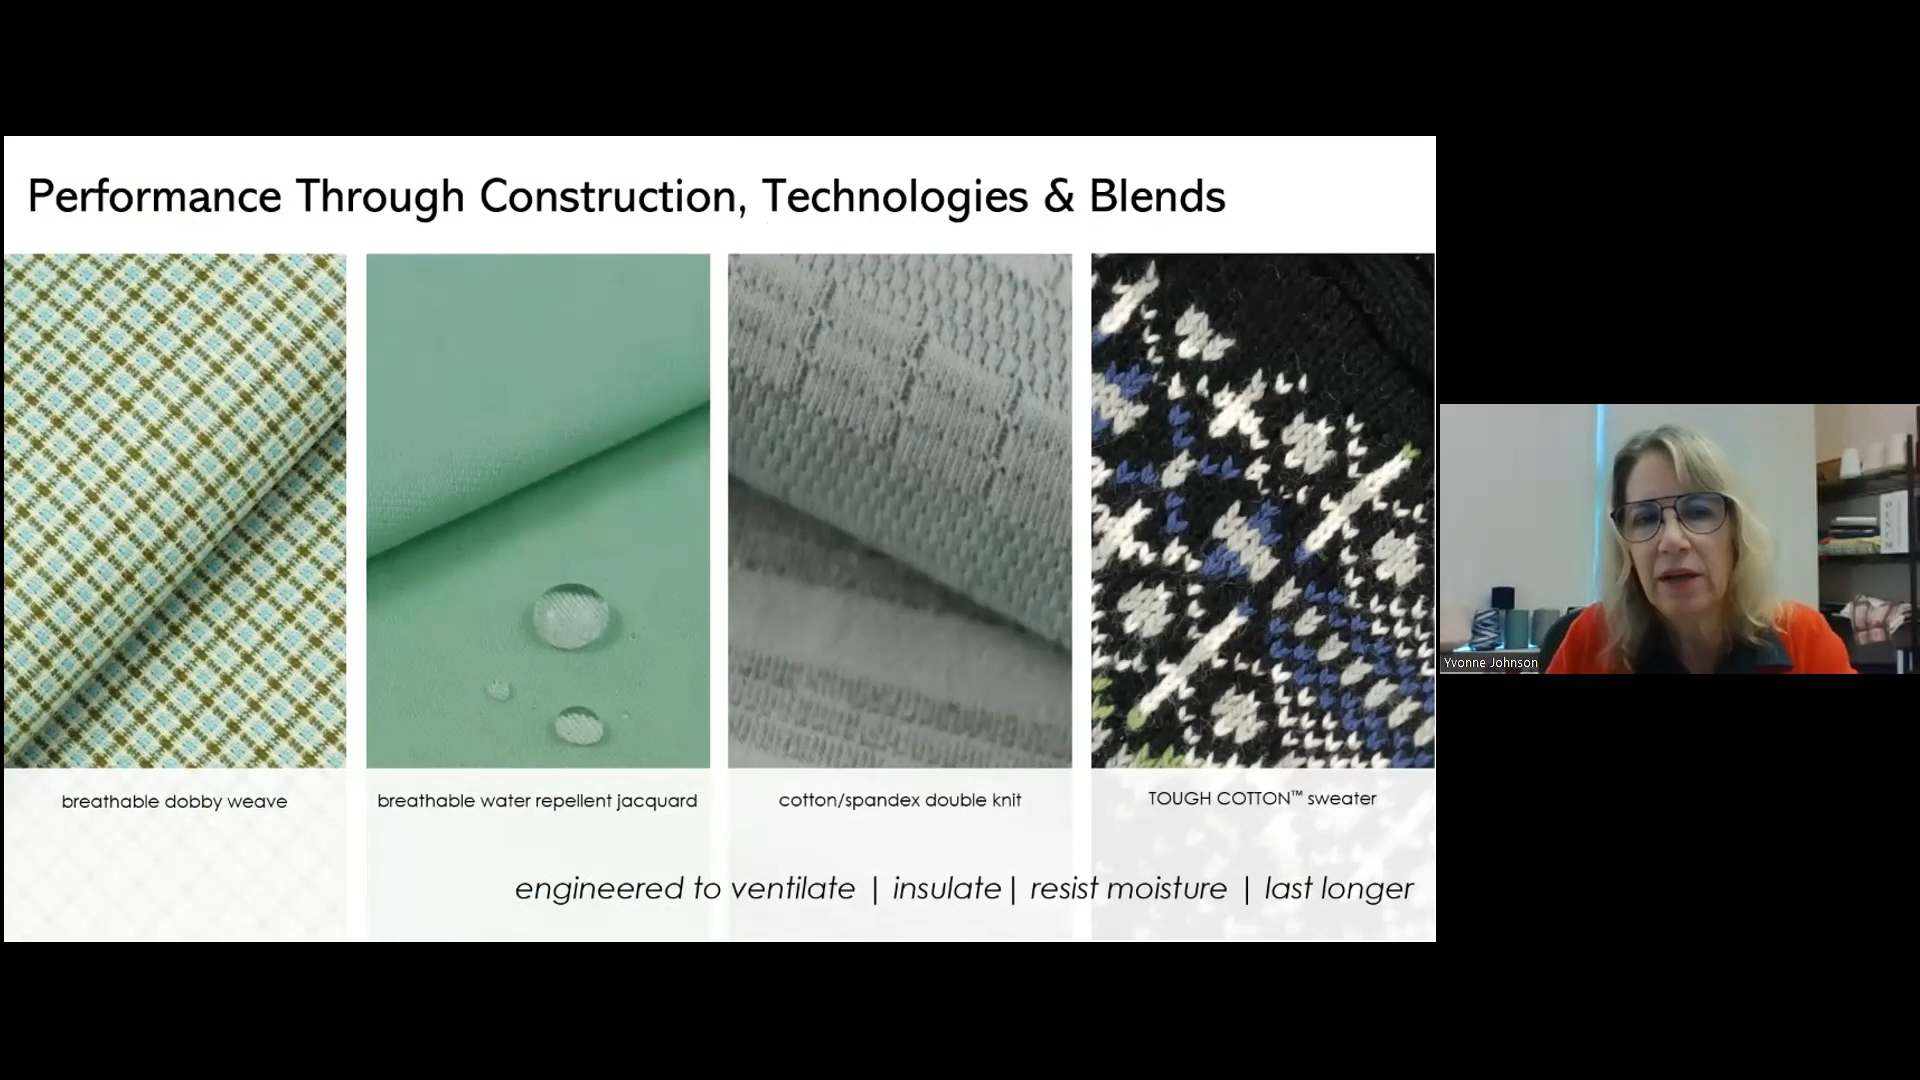 Performance Through Construction, Technologies & Blends
breathable dobby weave
breathable water repellent jacquard
cotton/spandex double knit
TOUGH COTTON™ sweater
engineered to ventilate | insulate | resist moisture | last longer
Yvonne Johnson
DENIM